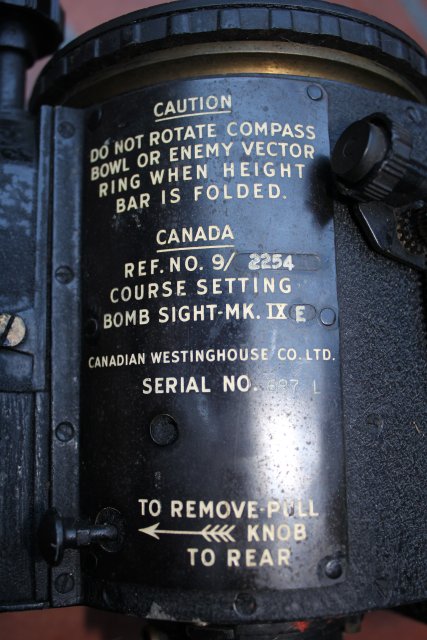 CAUTION
DO NOT ROTATE COMPASS
BOWL OR ENEMY VECTOR
RING WHEN HEIGHT
BAR IS FOLDED.
CANADA
REF. NO. 9/ 2254
COURSE SETTING
BOMB SIGHT-MK. IX E
CANADIAN WESTINGHOUSE CO. LTD.
SERIAL NO. L
TO REMOVE-PULL
KNOB
TO REAR